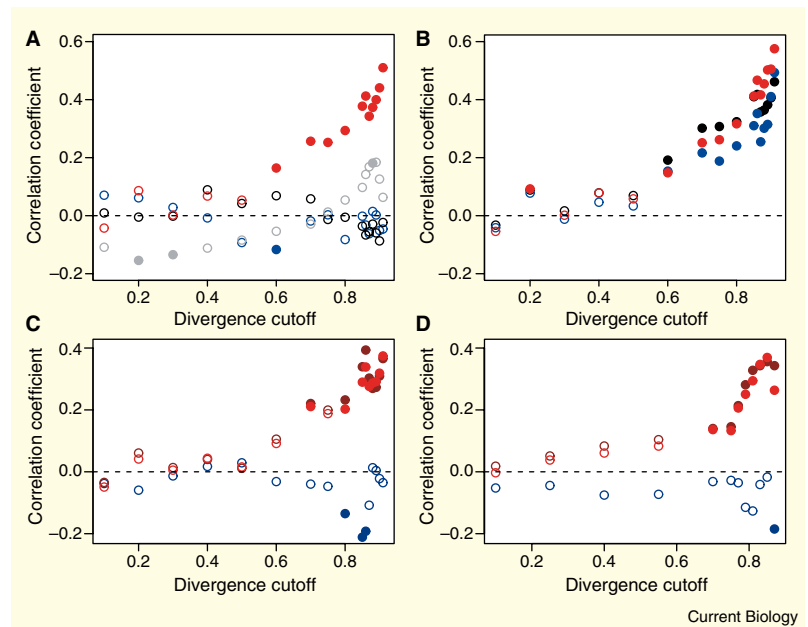 A
B
Correlation coefficient
0.6
0.4
0.2
0.0
–0.2
0.2 0.4 0.6 0.8
Divergence cutoff
Correlation coefficient
0.6
0.4
0.2
0.0
–0.2
0.2 0.4 0.6 0.8
Divergence cutoff
C
D
Correlation coefficient
0.4
0.2
0.0
–0.2
0.2 0.4 0.6 0.8
Divergence cutoff
Correlation coefficient
0.4
0.2
0.0
–0.2
0.2 0.4 0.6 0.8
Divergence cutoff
Current Biology